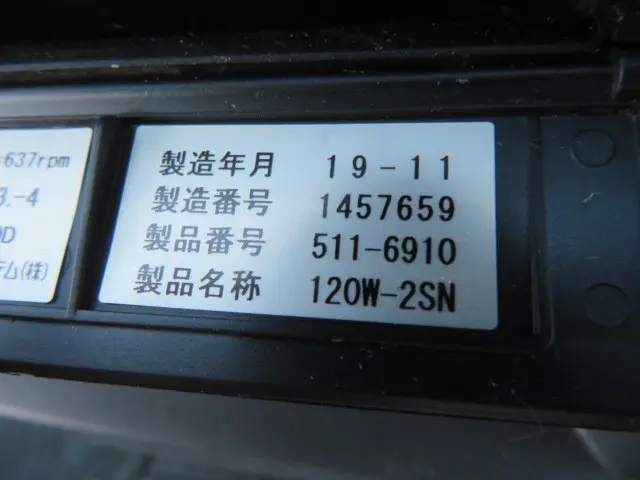 637rpm
3.-4
D
テム(株)
製造年月 19-11
製造番号 1457659
製品番号 511-6910
製品名称 120W-2SN